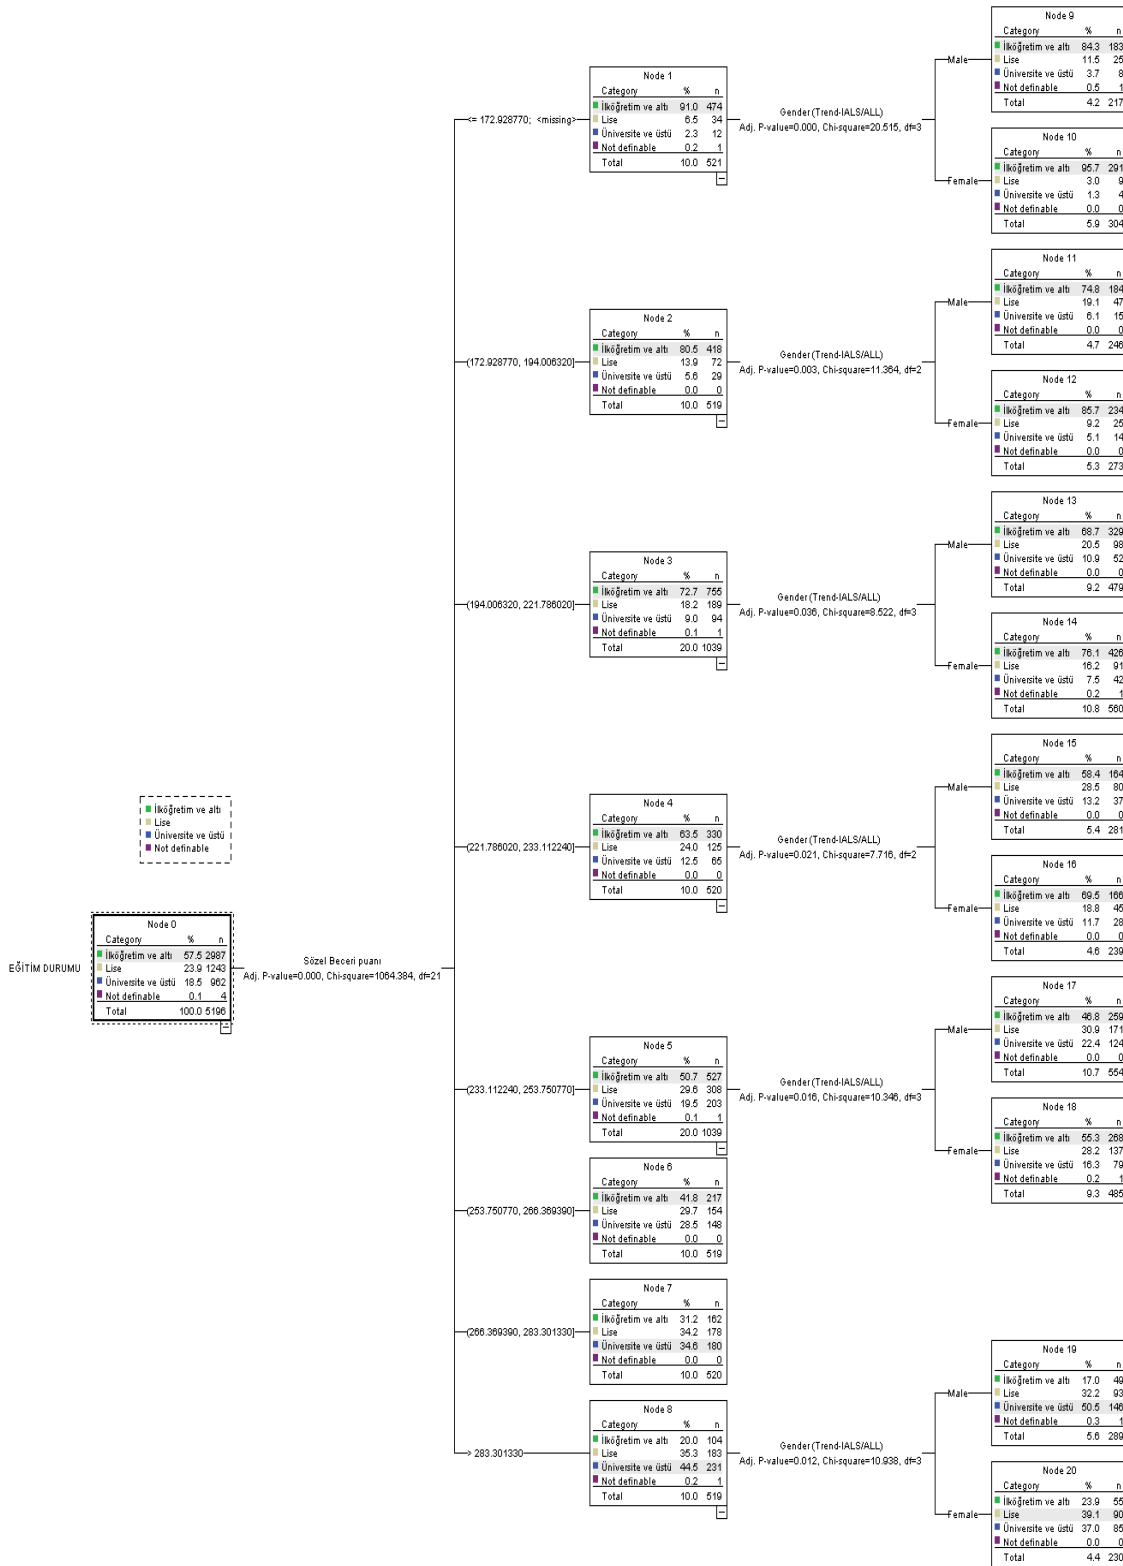 EĞİTİM DURUMU
İlköğretim ve altı
Lise
Üniversite ve üstü
Not definable
Node 0
Category % n
İlköğretim ve altı 57.5 2987
Lise 23.9 1243
Üniversite ve üstü 18.5 962
Not definable 0.1 4
Total 100.0 5196
Sözel Beceri puanı
Adj. P-value=0.000, Chi-square=1064.384, df=21
<= 172.928770; <missing>
Node 1
Category % n
İlköğretim ve altı 91.0 474
Lise 6.5 34
Üniversite ve üstü 2.3 12
Not definable 0.2 1
Total 10.0 521
Gender (Trend-IALS/ALL)
Adj. P-value=0.000, Chi-square=20.515, df=3
Male
Node 9
Category % n
İlköğretim ve altı 84.3 183
Lise 11.5 25
Üniversite ve üstü 3.7 8
Not definable 0.5 1
Total 4.2 217
Female
Node 10
Category % n
İlköğretim ve altı 95.7 291
Lise 3.0 9
Üniversite ve üstü 1.3 4
Not definable 0.0 0
Total 5.9 304
(172.928770, 194.006320]
Node 2
Category % n
İlköğretim ve altı 80.5 418
Lise 13.9 72
Üniversite ve üstü 5.6 29
Not definable 0.0 0
Total 10.0 519
Gender (Trend-IALS/ALL)
Adj. P-value=0.003, Chi-square=11.364, df=2
Male
Node 11
Category % n
İlköğretim ve altı 74.8 184
Lise 19.1 47
Üniversite ve üstü 6.1 15
Not definable 0.0 0
Total 4.7 246
Female
Node 12
Category % n
İlköğretim ve altı 85.7 234
Lise 9.2 25
Üniversite ve üstü 5.1 14
Not definable 0.0 0
Total 5.3 273
(194.006320, 221.786020]
Node 3
Category % n
İlköğretim ve altı 72.7 755
Lise 18.2 189
Üniversite ve üstü 9.0 94
Not definable 0.1 1
Total 20.0 1039
Gender (Trend-IALS/ALL)
Adj. P-value=0.036, Chi-square=8.522, df=3
Male
Node 13
Category % n
İlköğretim ve altı 68.7 329
Lise 20.5 98
Üniversite ve üstü 10.9 52
Not definable 0.0 0
Total 9.2 479
Female
Node 14
Category % n
İlköğretim ve altı 76.1 426
Lise 16.2 91
Üniversite ve üstü 7.5 42
Not definable 0.2 1
Total 10.8 560
(221.786020, 233.112240]
Node 4
Category % n
İlköğretim ve altı 63.5 330
Lise 24.0 125
Üniversite ve üstü 12.5 65
Not definable 0.0 0
Total 10.0 520
Gender (Trend-IALS/ALL)
Adj. P-value=0.021, Chi-square=7.716, df=2
Male
Node 15
Category % n
İlköğretim ve altı 58.4 164
Lise 28.5 80
Üniversite ve üstü 13.2 37
Not definable 0.0 0
Total 5.4 281
Female
Node 16
Category % n
İlköğretim ve altı 69.5 166
Lise 18.8 45
Üniversite ve üstü 11.7 28
Not definable 0.0 0
Total 4.6 239
(233.112240, 253.750770]
Node 5
Category % n
İlköğretim ve altı 50.7 527
Lise 29.6 308
Üniversite ve üstü 19.5 203
Not definable 0.1 1
Total 20.0 1039
Gender (Trend-IALS/ALL)
Adj. P-value=0.016, Chi-square=10.346, df=3
Male
Node 17
Category % n
İlköğretim ve altı 46.8 259
Lise 30.9 171
Üniversite ve üstü 22.4 124
Not definable 0.0 0
Total 10.7 554
Female
Node 18
Category % n
İlköğretim ve altı 55.3 268
Lise 28.2 137
Üniversite ve üstü 16.3 79
Not definable 0.2 1
Total 9.3 485
(253.750770, 266.369390]
Node 6
Category % n
İlköğretim ve altı 41.8 217
Lise 29.7 154
Üniversite ve üstü 28.5 148
Not definable 0.0 0
Total 10.0 519
(266.369390, 283.301330]
Node 7
Category % n
İlköğretim ve altı 31.2 162
Lise 34.2 178
Üniversite ve üstü 34.6 180
Not definable 0.0 0
Total 10.0 520
> 283.301330
Node 8
Category % n
İlköğretim ve altı 20.0 104
Lise 35.3 183
Üniversite ve üstü 44.5 231
Not definable 0.2 1
Total 10.0 519
Gender (Trend-IALS/ALL)
Adj. P-value=0.012, Chi-square=10.938, df=3
Male
Node 19
Category % n
İlköğretim ve altı 17.0 49
Lise 32.2 93
Üniversite ve üstü 50.5 146
Not definable 0.3 1
Total 5.6 289
Female
Node 20
Category % n
İlköğretim ve altı 23.9 55
Lise 39.1 90
Üniversite ve üstü 37.0 85
Not definable 0.0 0
Total 4.4 230